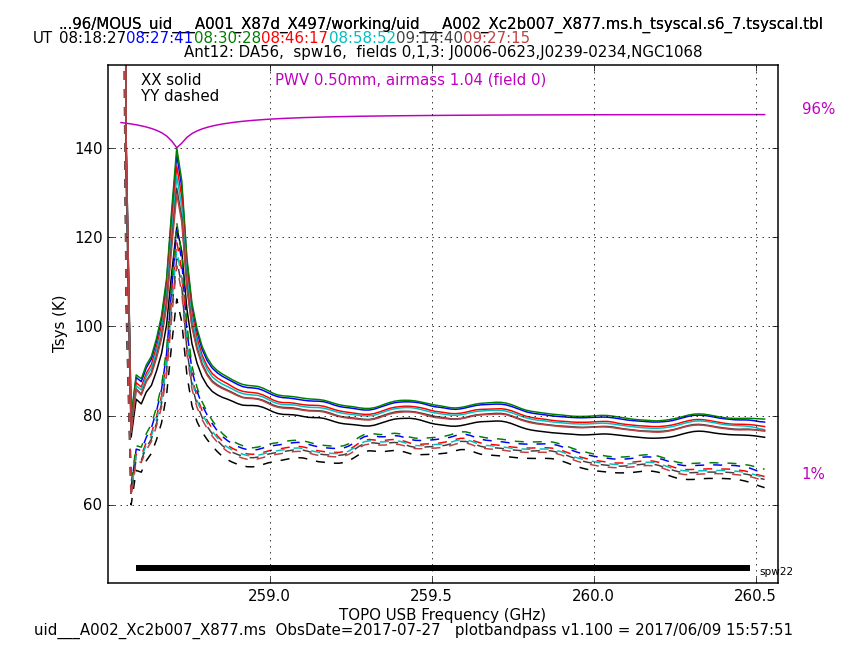 ...96/MOUS_uid___A001_X87d_X497/working/uid___A002_Xc2b007_X877.ms.h_tsyscal.s6_7.tsyscal.tbl
UT 08:18:27 08:27:41 08:30:28 08:46:17 08:58:52 09:14:40 09:27:15
Ant12: DA56, spw16, fields 0,1,3: J0006-0623,J0239-0234,NGC1068
XX solid
YY dashed
PWV 0.50mm, airmass 1.04 (field 0)
96%
1%
140
120
100
80
60
Tsys (K)
spw22
259.0 259.5 260.0 260.5
TOPO USB Frequency (GHz)
uid___A002_Xc2b007_X877.ms ObsDate=2017-07-27 plotbandpass v1.100 = 2017/06/09 15:57:51